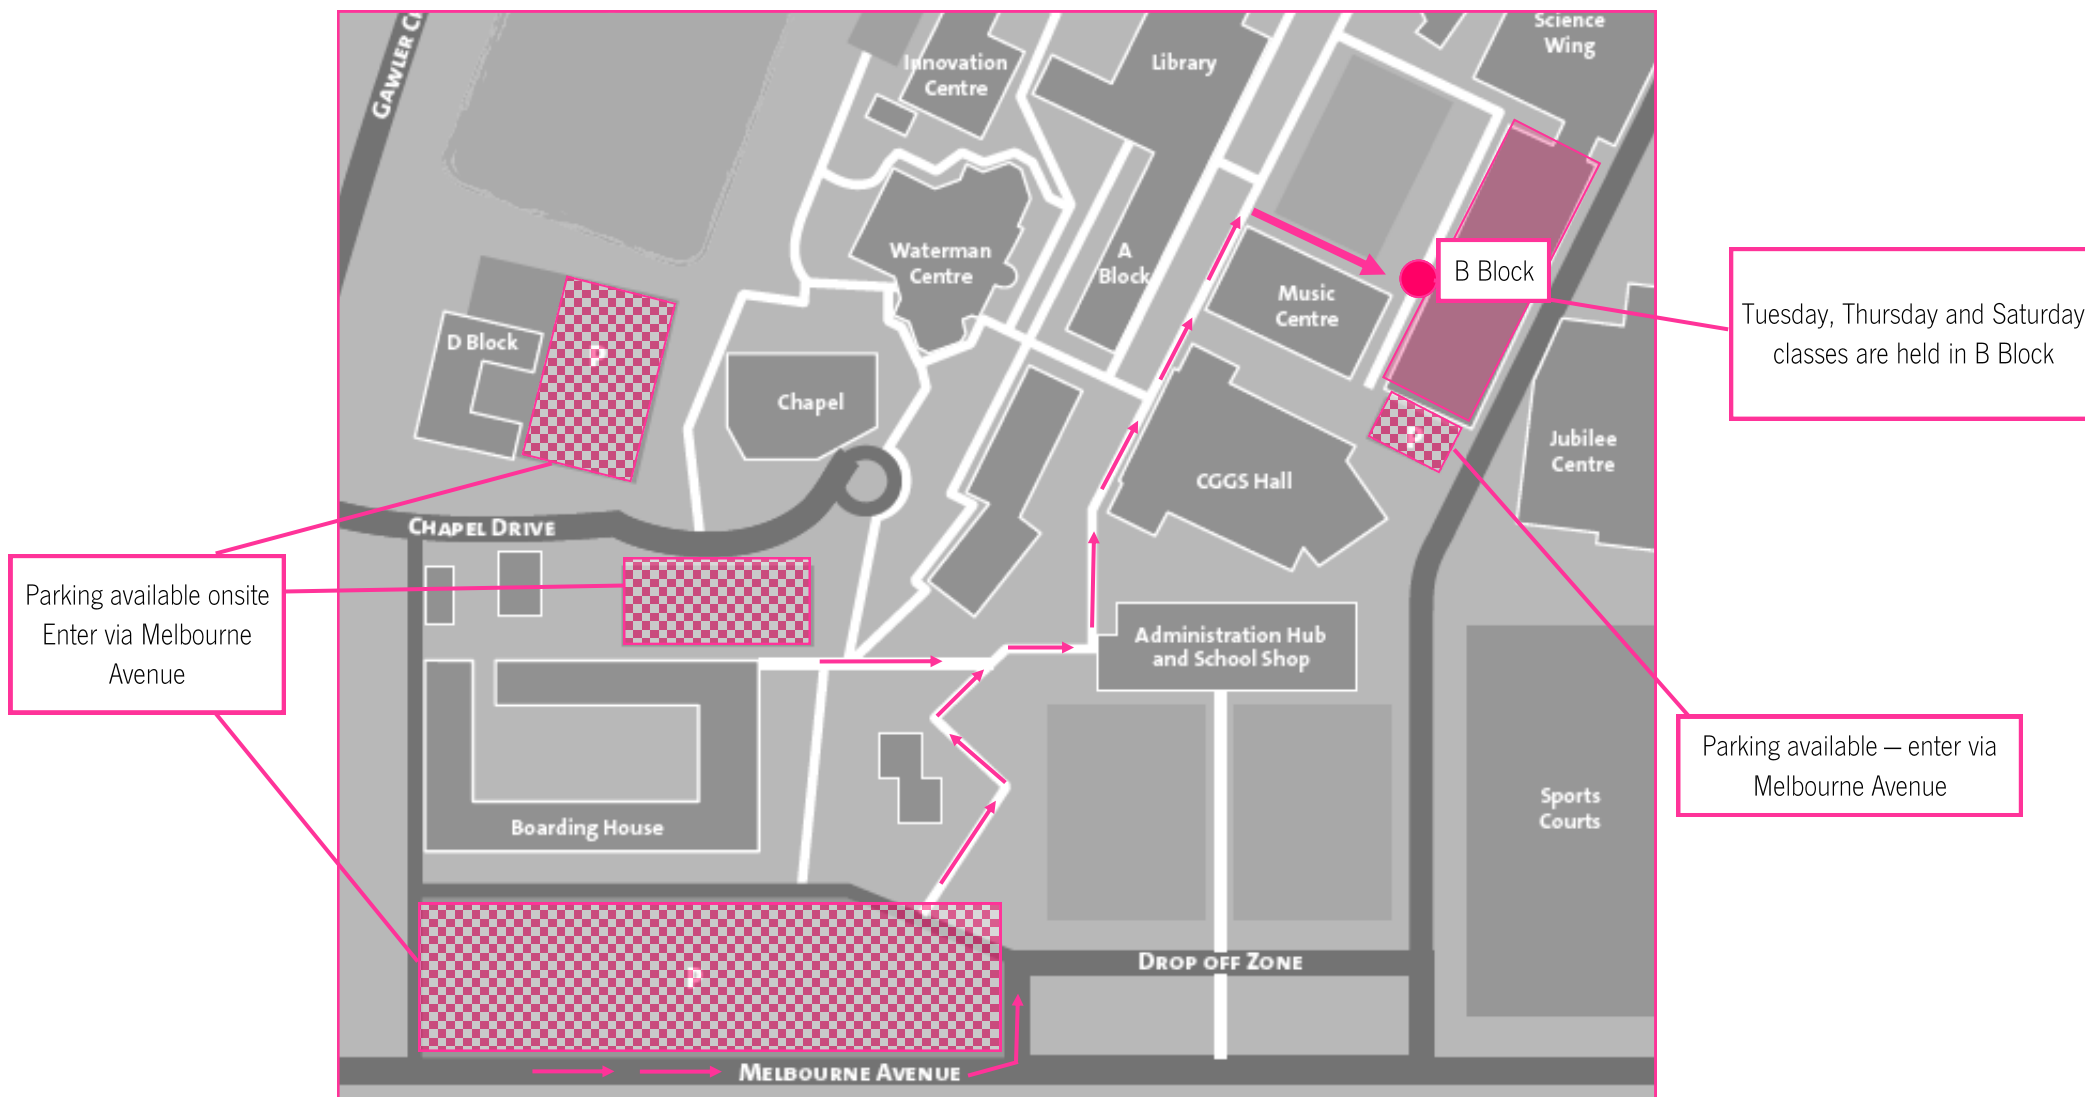 GAWLER C
Innovation
Centre
Library
Science
Wing
Waterman
Centre
A
Block
Music
Centre
B Block
Tuesday, Thursday and Saturday
classes are held in B Block
D Block
P
Chapel
CGGS Hall
P
Jubilee
Centre
CHAPEL DRIVE
Parking available onsite
Enter via Melbourne
Avenue
Administration Hub
and School Shop
Parking available – enter via
Melbourne Avenue
Sports
Courts
Boarding House
P
DROP OFF ZONE
MELBOURNE AVENUE